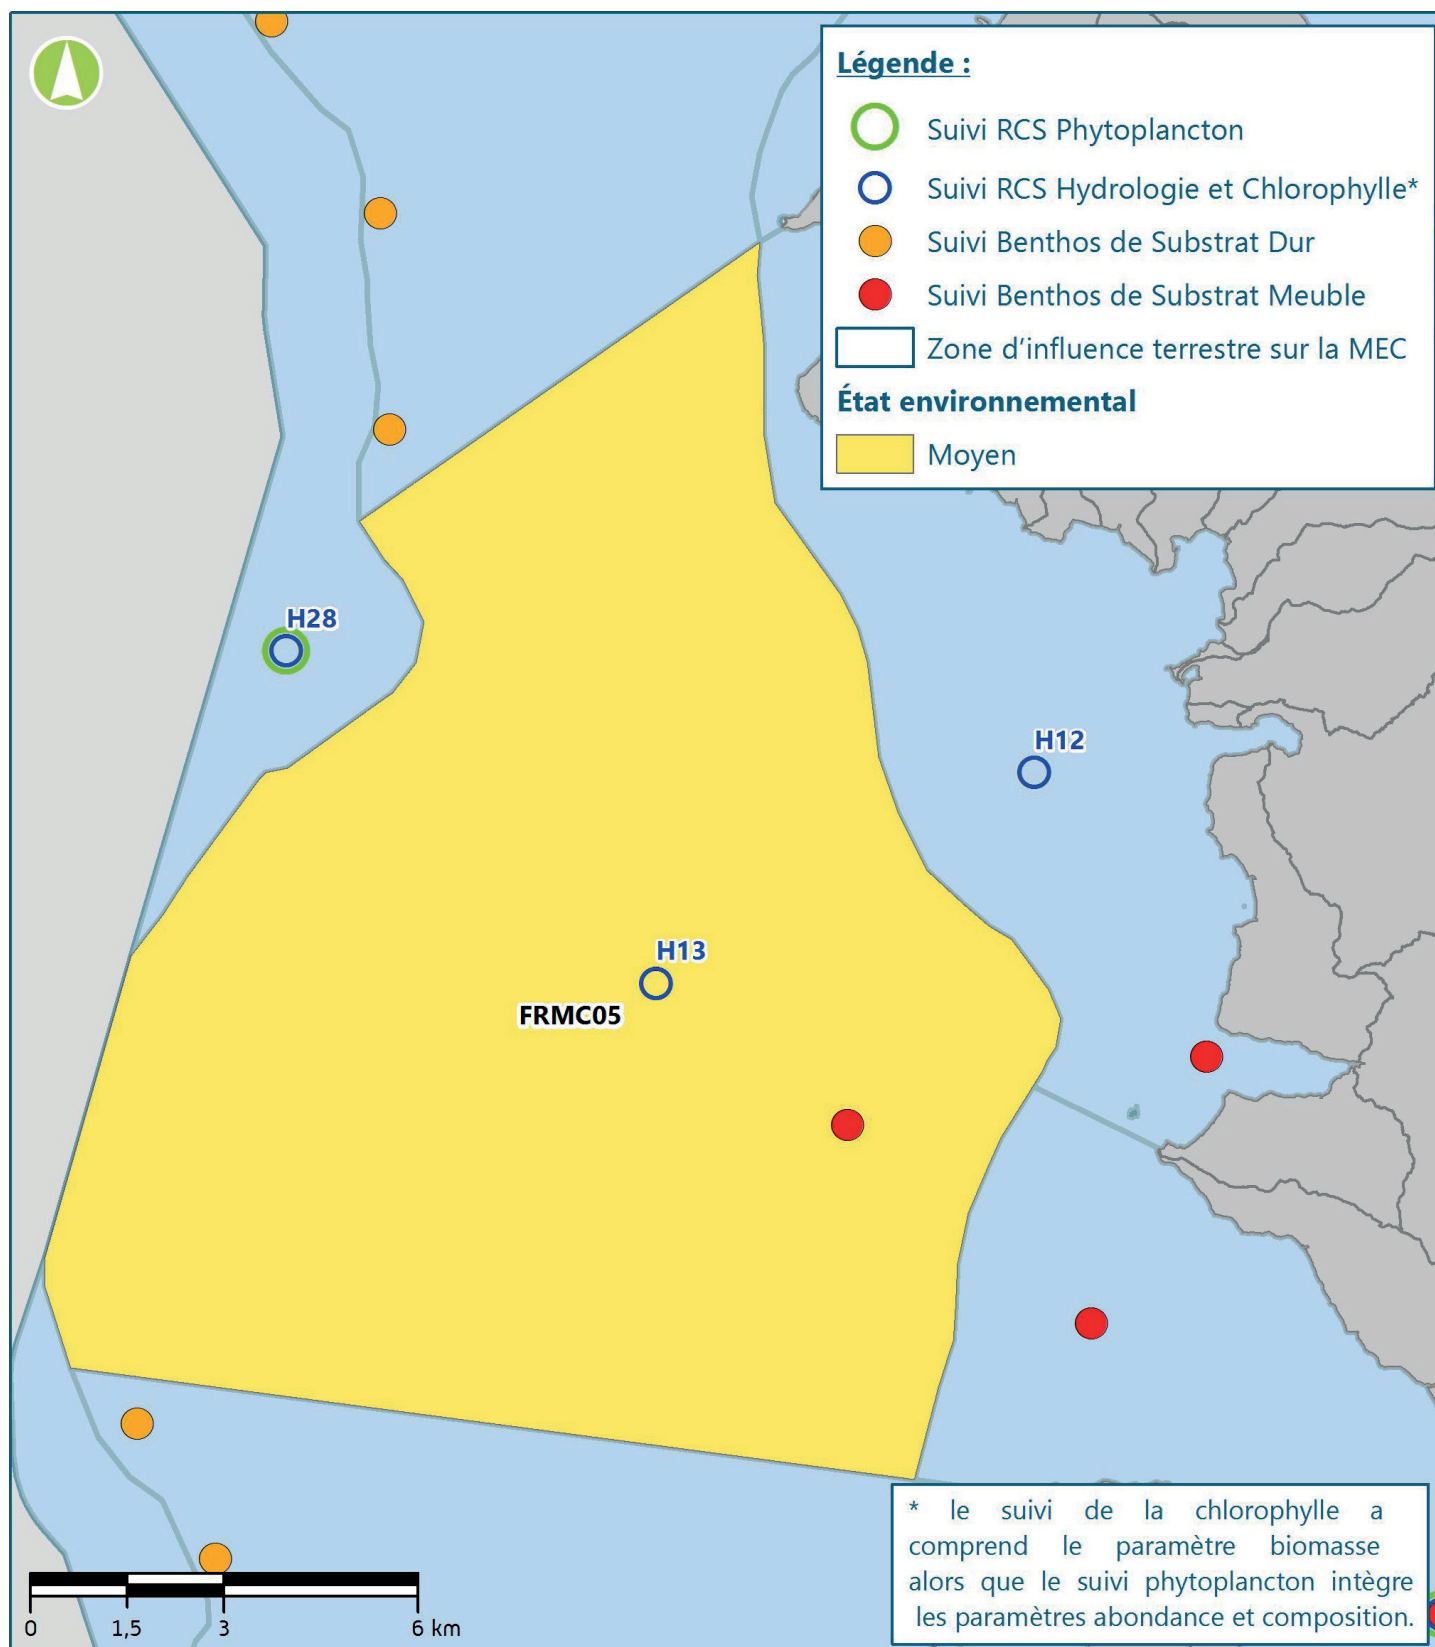 Légende :
Suivi RCS Phytoplancton
Suivi RCS Hydrologie et Chlorophylle*
Suivi Benthos de Substrat Dur
Suivi Benthos de Substrat Meuble
Zone d'influence terrestre sur la MEC
État environnemental
Moyen
H28
H12
H13
FRMC05
* le suivi de la chlorophylle a
comprend le paramètre biomasse
alors que le suivi phytoplancton intègre
les paramètres abondance et composition.
0 1,5 3 6 km